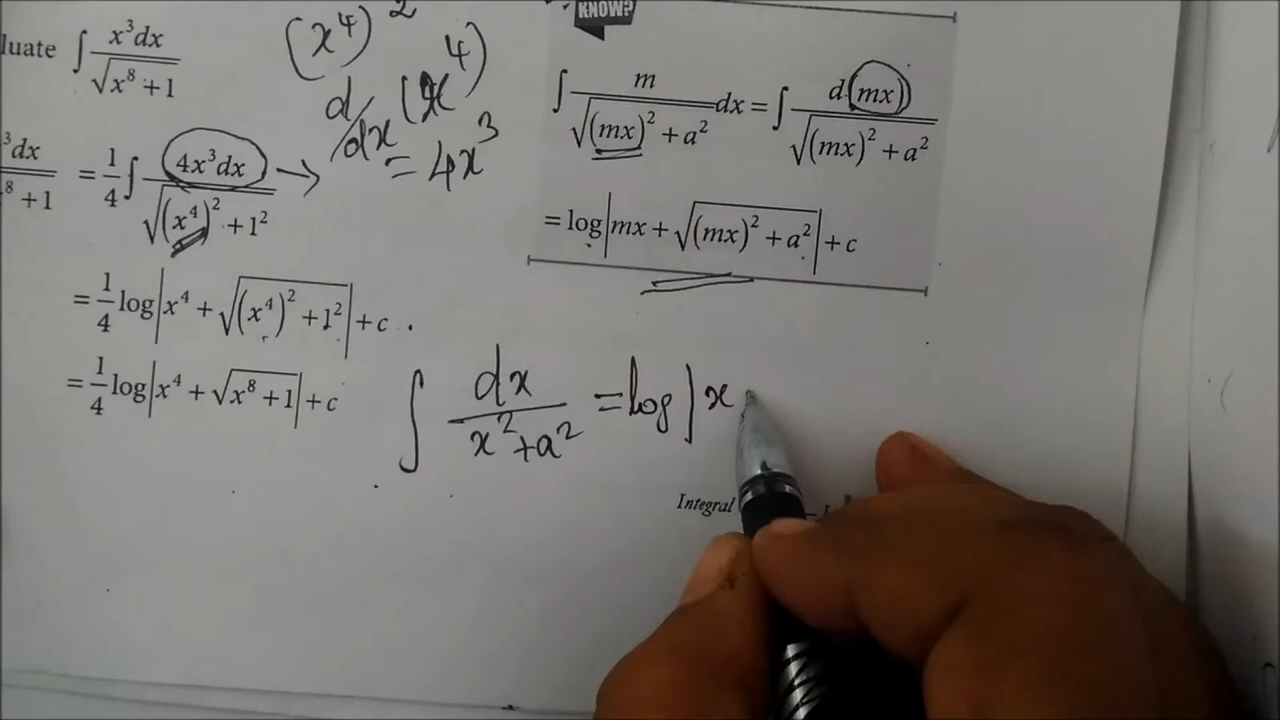 luate ∫ x³dx / √(x⁸ + 1)
(x⁴)²
d/dx (x⁴)
= 4x³
³dx / ⁸ + 1 = 1/4 ∫ 4x³dx / √((x⁴)² + 1²) →
= 1/4 log|x⁴ + √((x⁴)² + 1²)| + c .
= 1/4 log|x⁴ + √(x⁸ + 1)| + c
KNOW?
∫ m / √((mx)² + a²) dx = ∫ d(mx) / √((mx)² + a²)
= log|mx + √((mx)² + a²)| + c
∫ dx / x² + a² = log | x
Integral